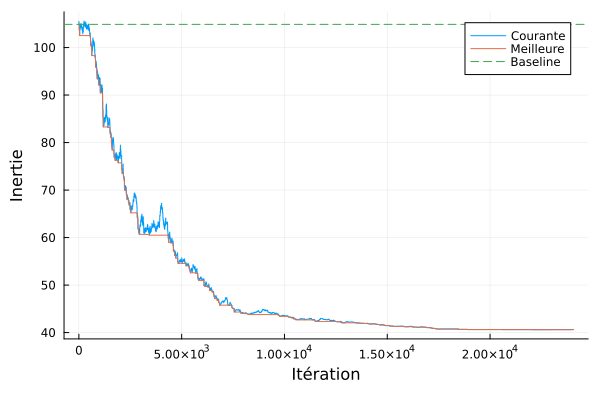 Courante
Meilleure
Baseline
100
90
80
70
60
50
40
Inertie
0
5.00×10³
1.00×10⁴
1.50×10⁴
2.00×10⁴
Itération